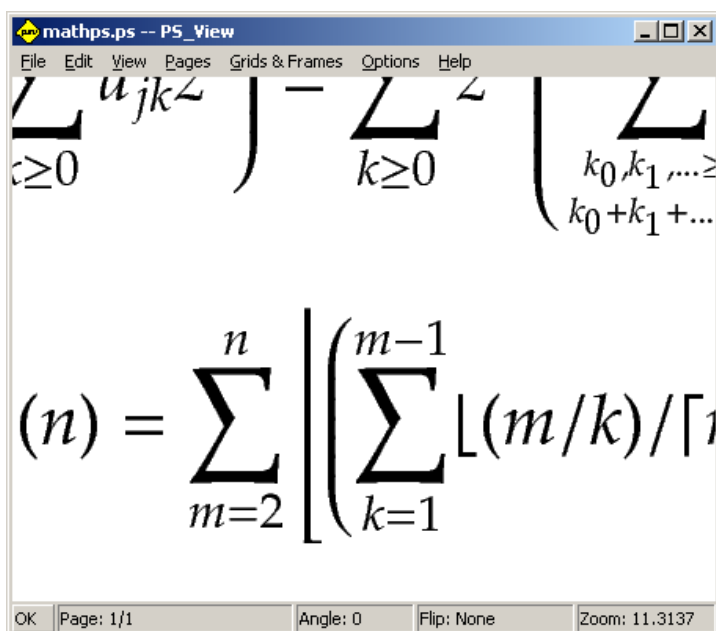 mathps.ps -- PS_View
File Edit View Pages Grids & Frames Options Help
∑ u_{jk} z ) − ∑ z ( ∑
k≥0 k≥0 k_0,k_1,...≥
k_0+k_1+...
n m−1
(n) = ∑ ⌊ ( ∑ ⌊(m/k)/⌈
m=2 k=1
OK Page: 1/1 Angle: 0 Flip: None Zoom: 11.3137